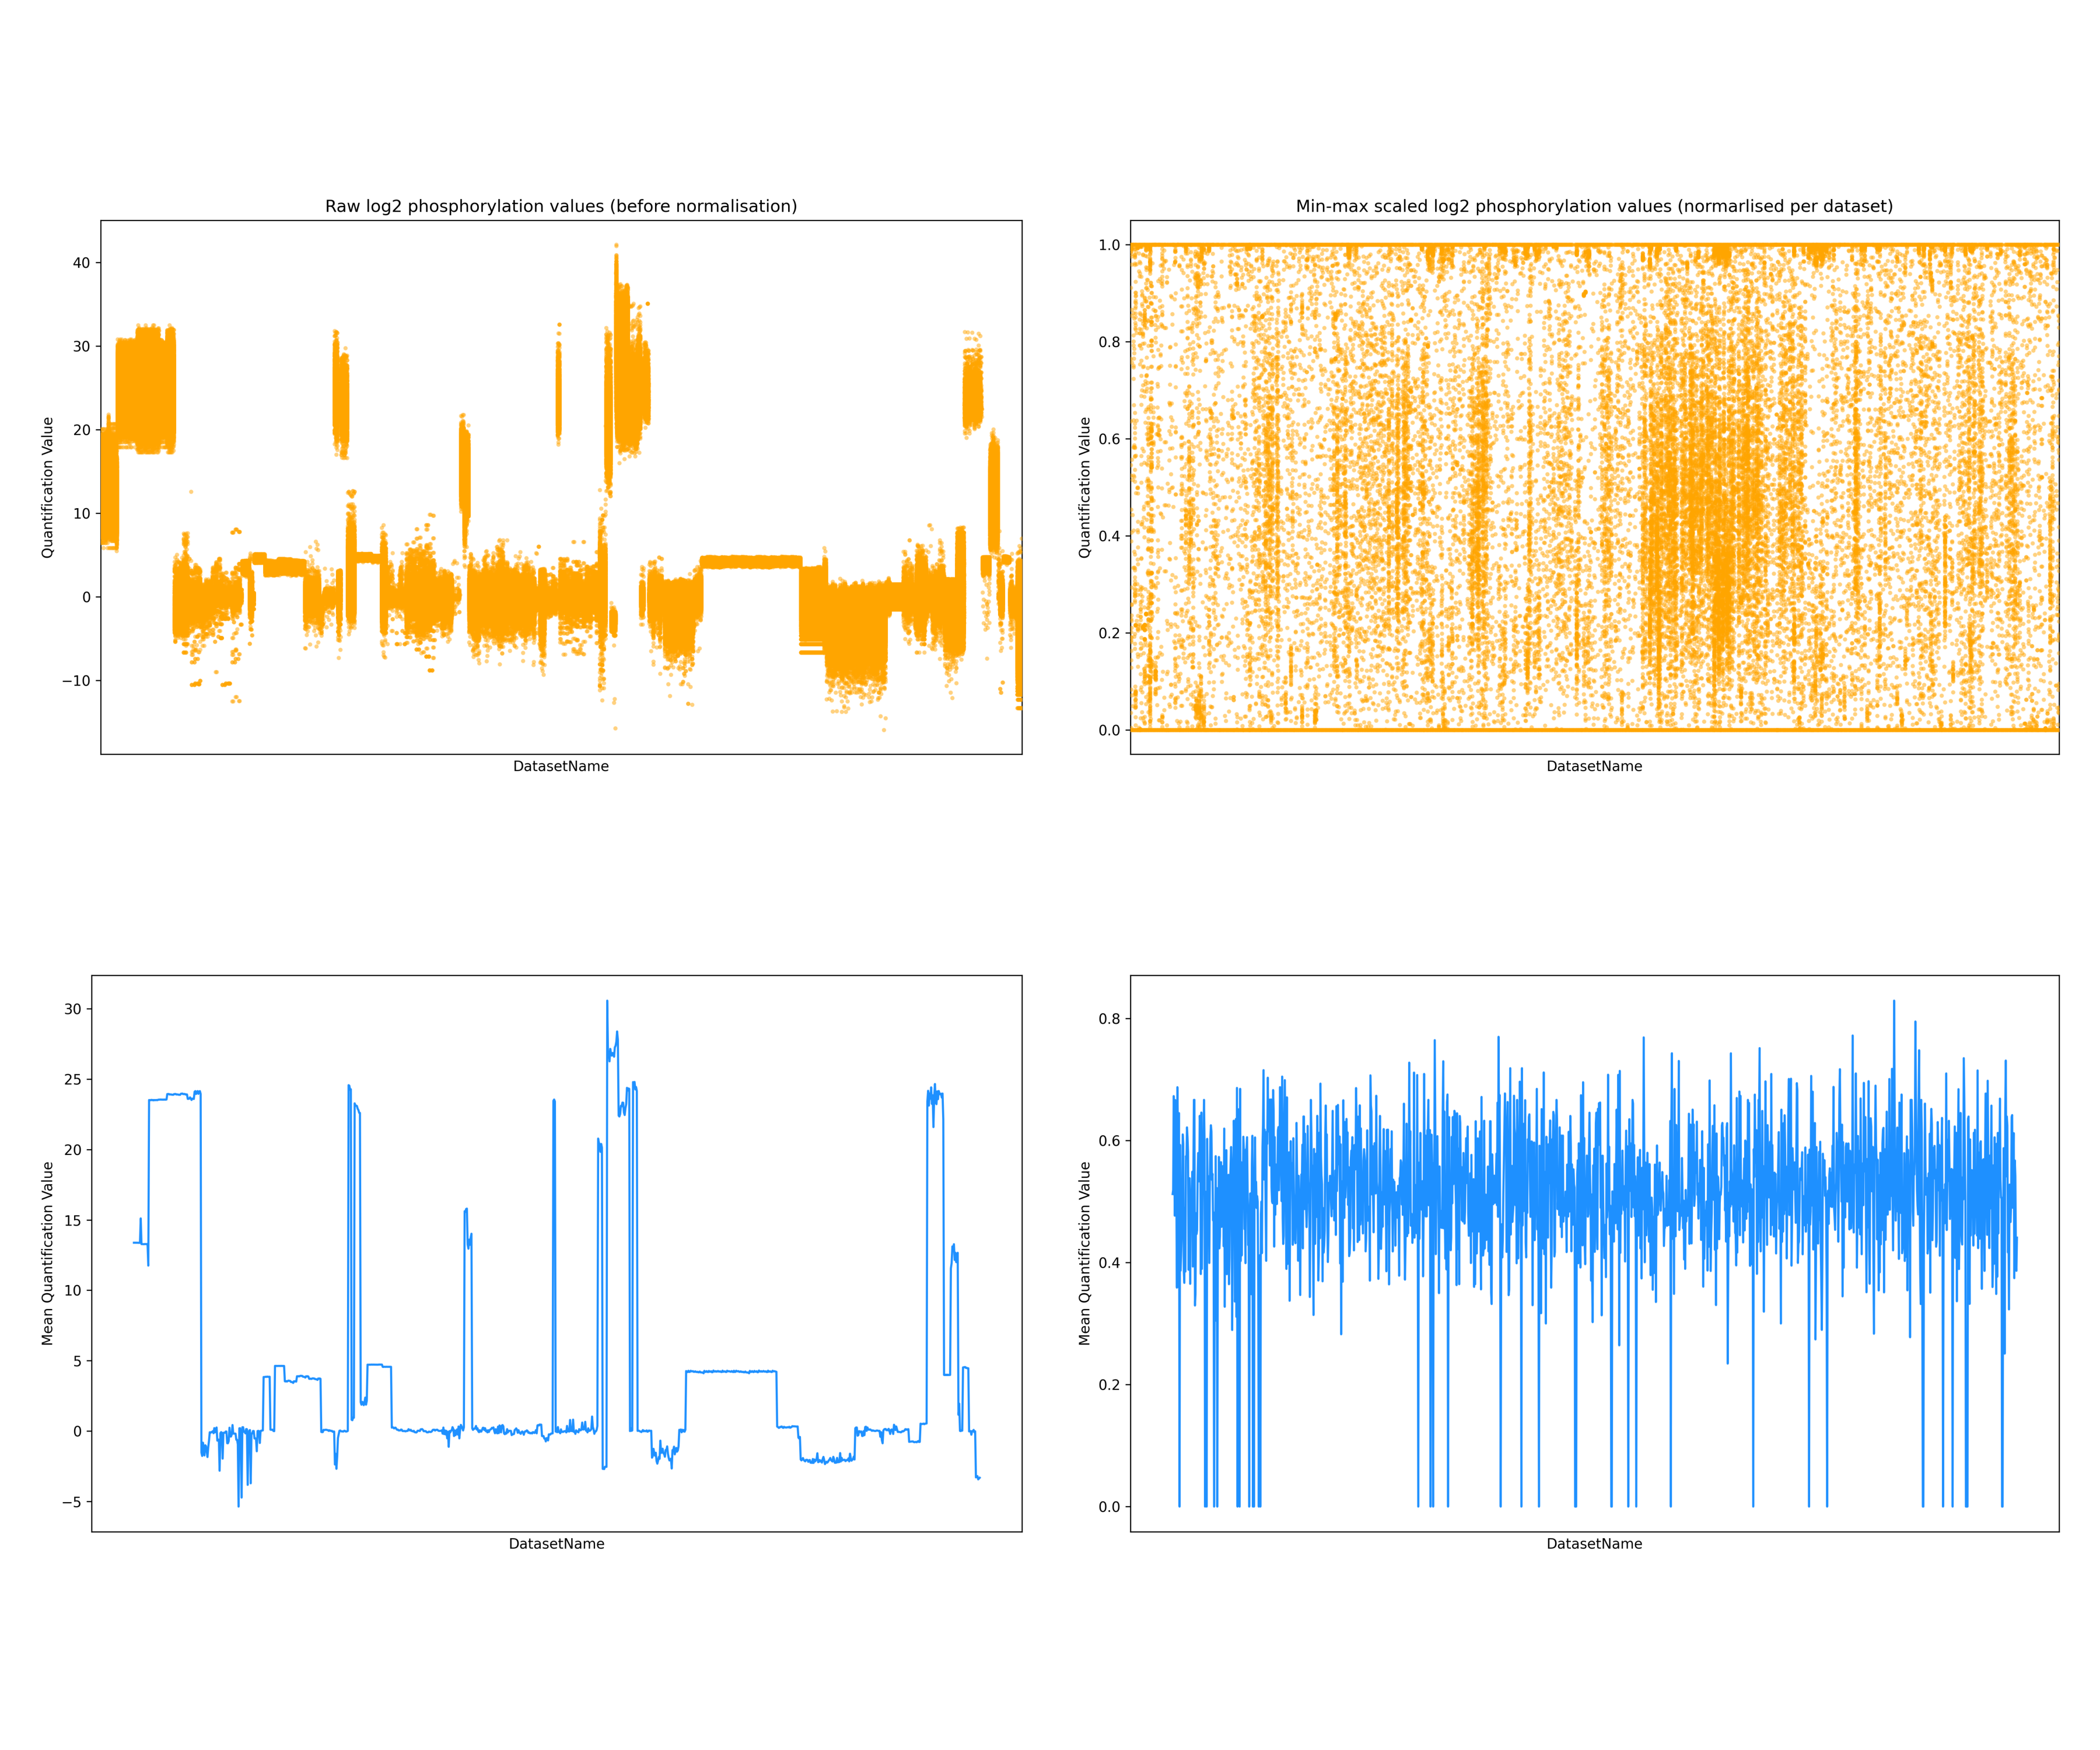 Raw log2 phosphorylation values (before normalisation)
40
30
20
10
0
−10
Quantification Value
DatasetName
Min-max scaled log2 phosphorylation values (normarlised per dataset)
1.0
0.8
0.6
0.4
0.2
0.0
Quantification Value
DatasetName
30
25
20
15
10
5
0
−5
Mean Quantification Value
DatasetName
0.8
0.6
0.4
0.2
0.0
Mean Quantification Value
DatasetName